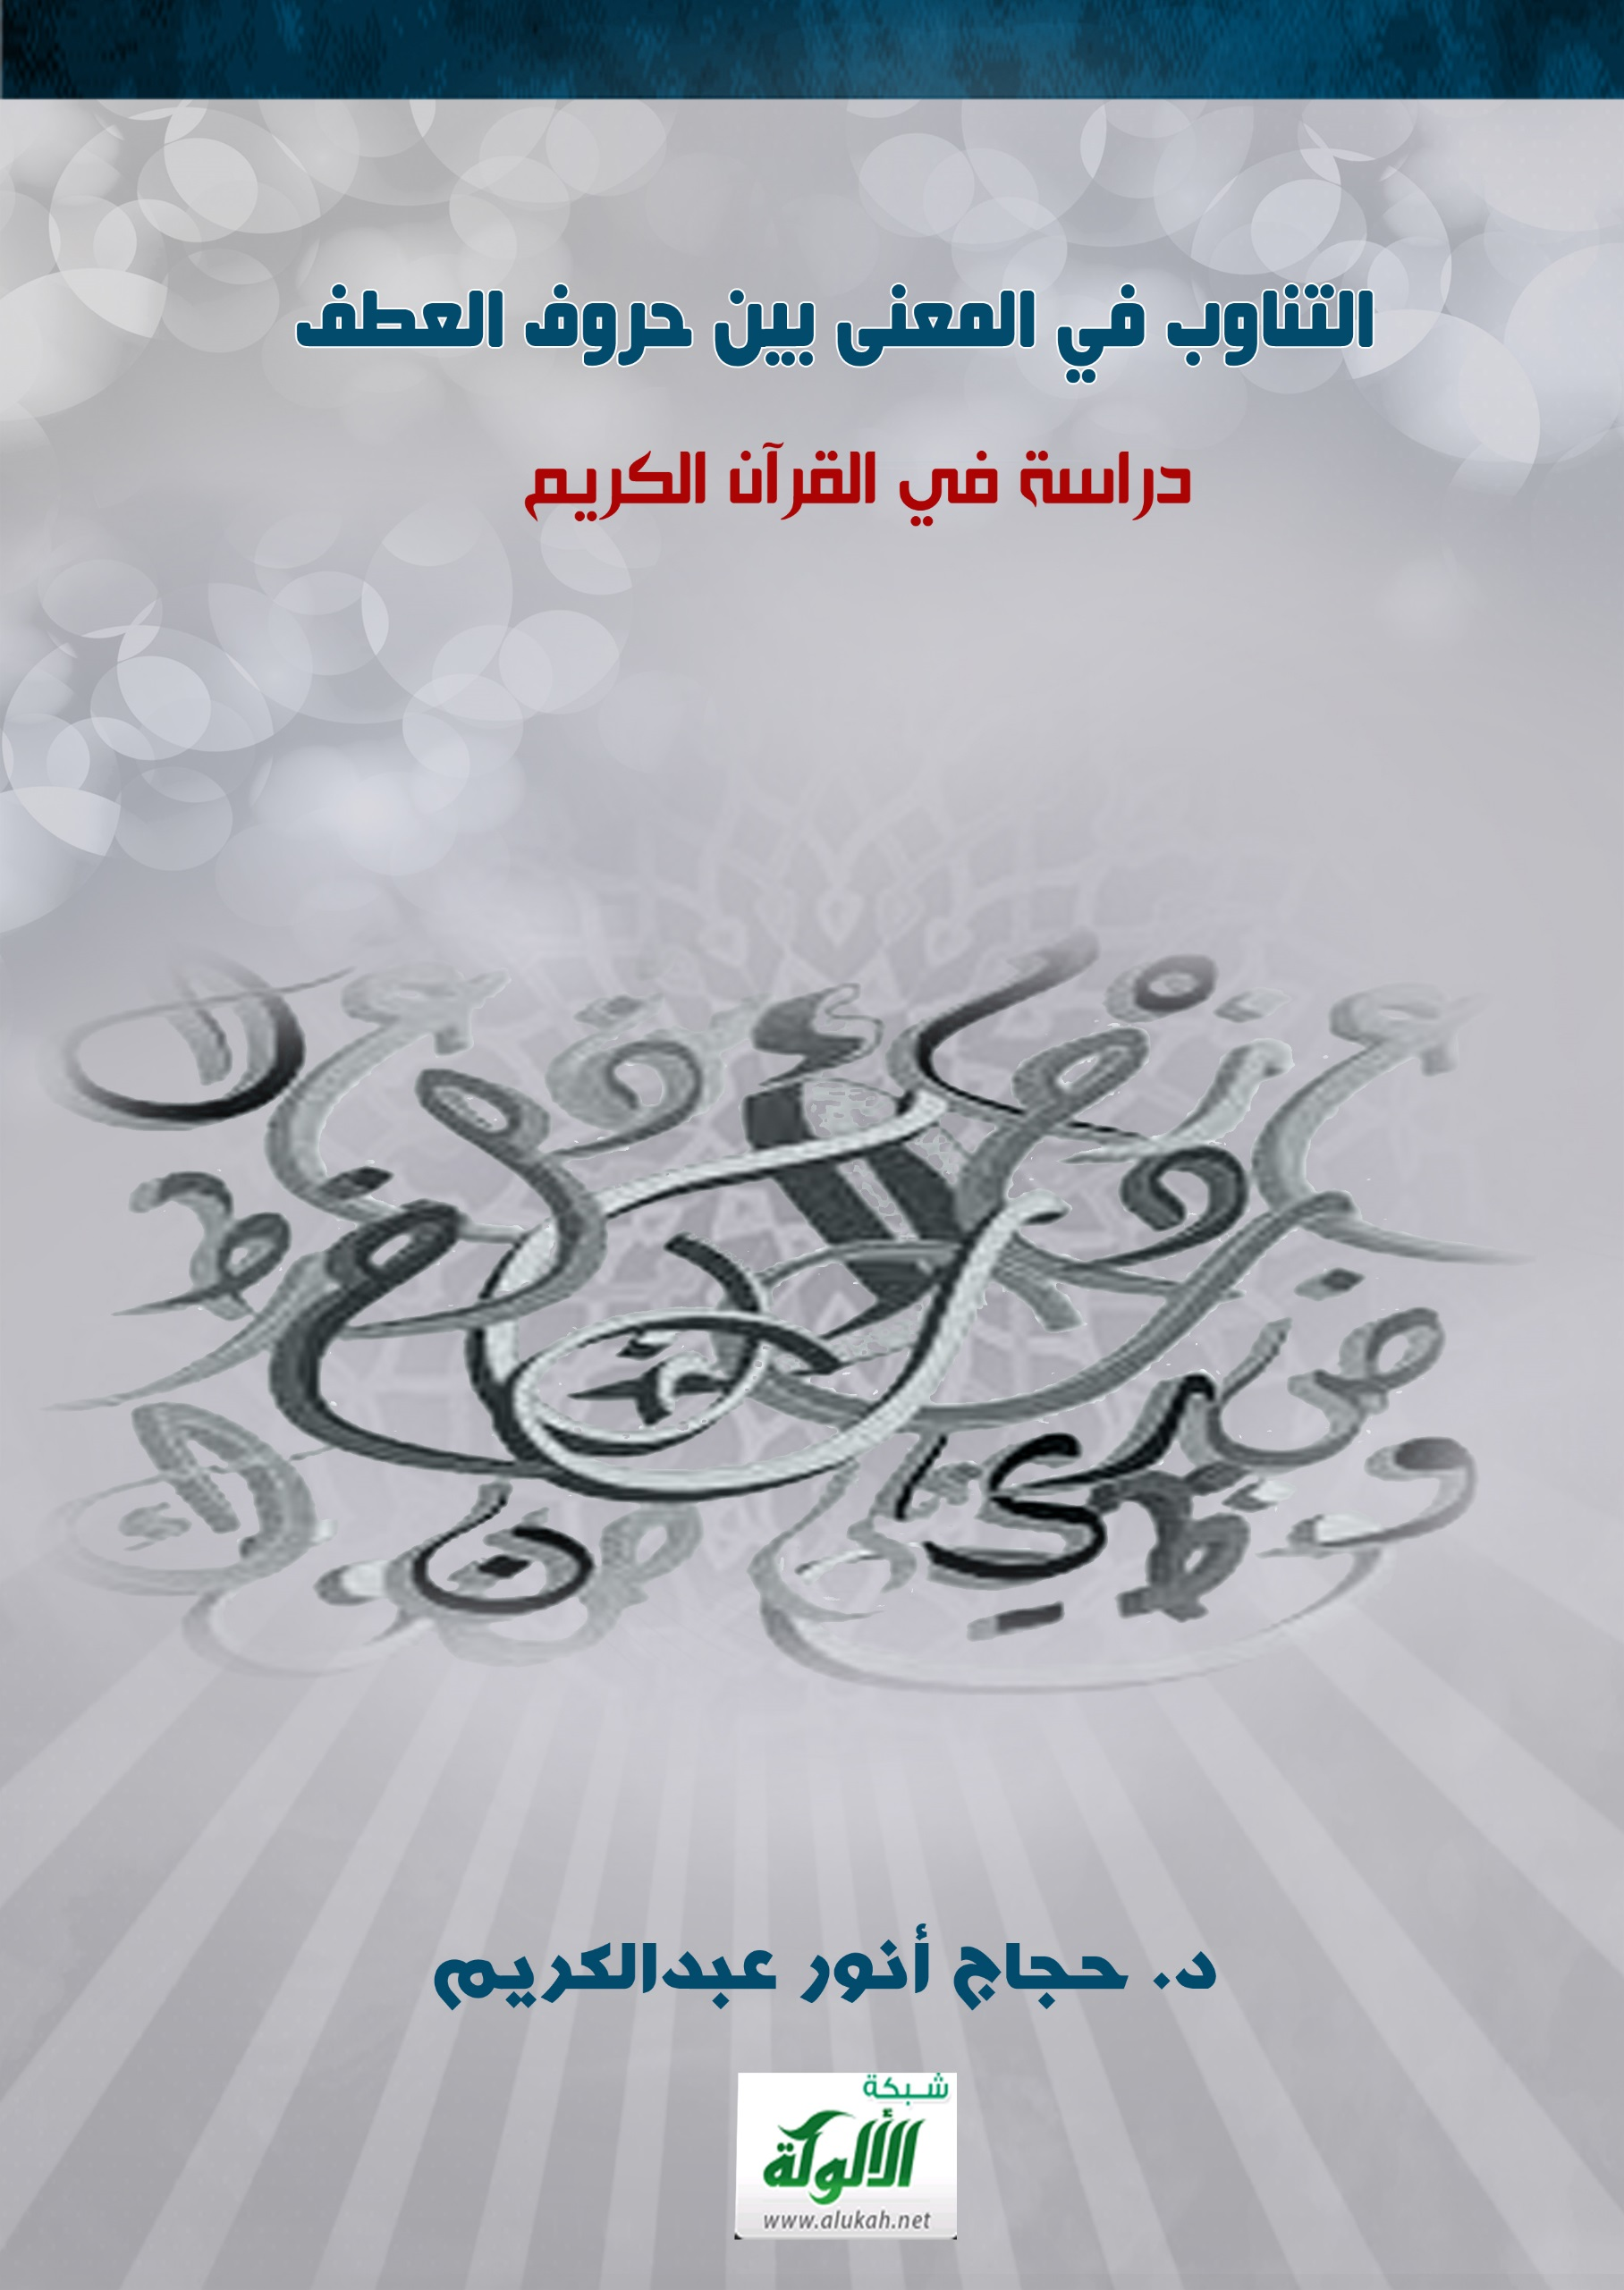 التناوب في المعنى بين حروف العطف
دراسة في القرآن الكريم
د. حجاج أنور عبدالكريم
شبكة
الألوكة
www.alukah.net